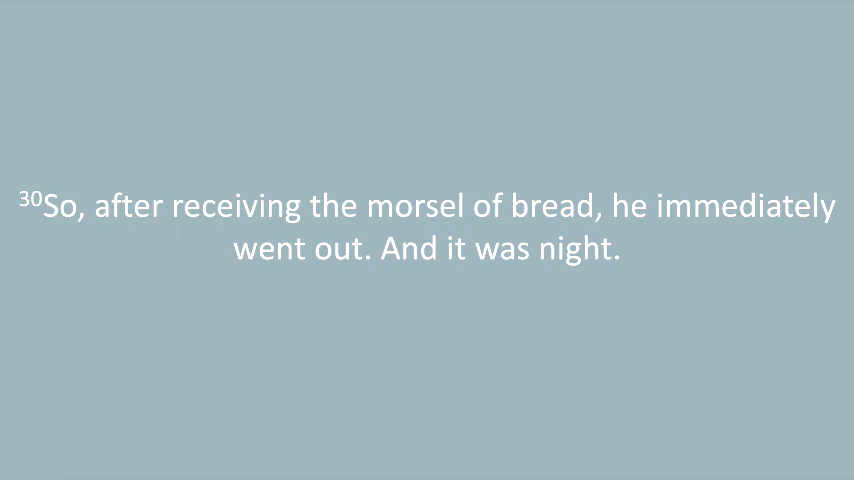 30So, after receiving the morsel of bread, he immediately
went out. And it was night.